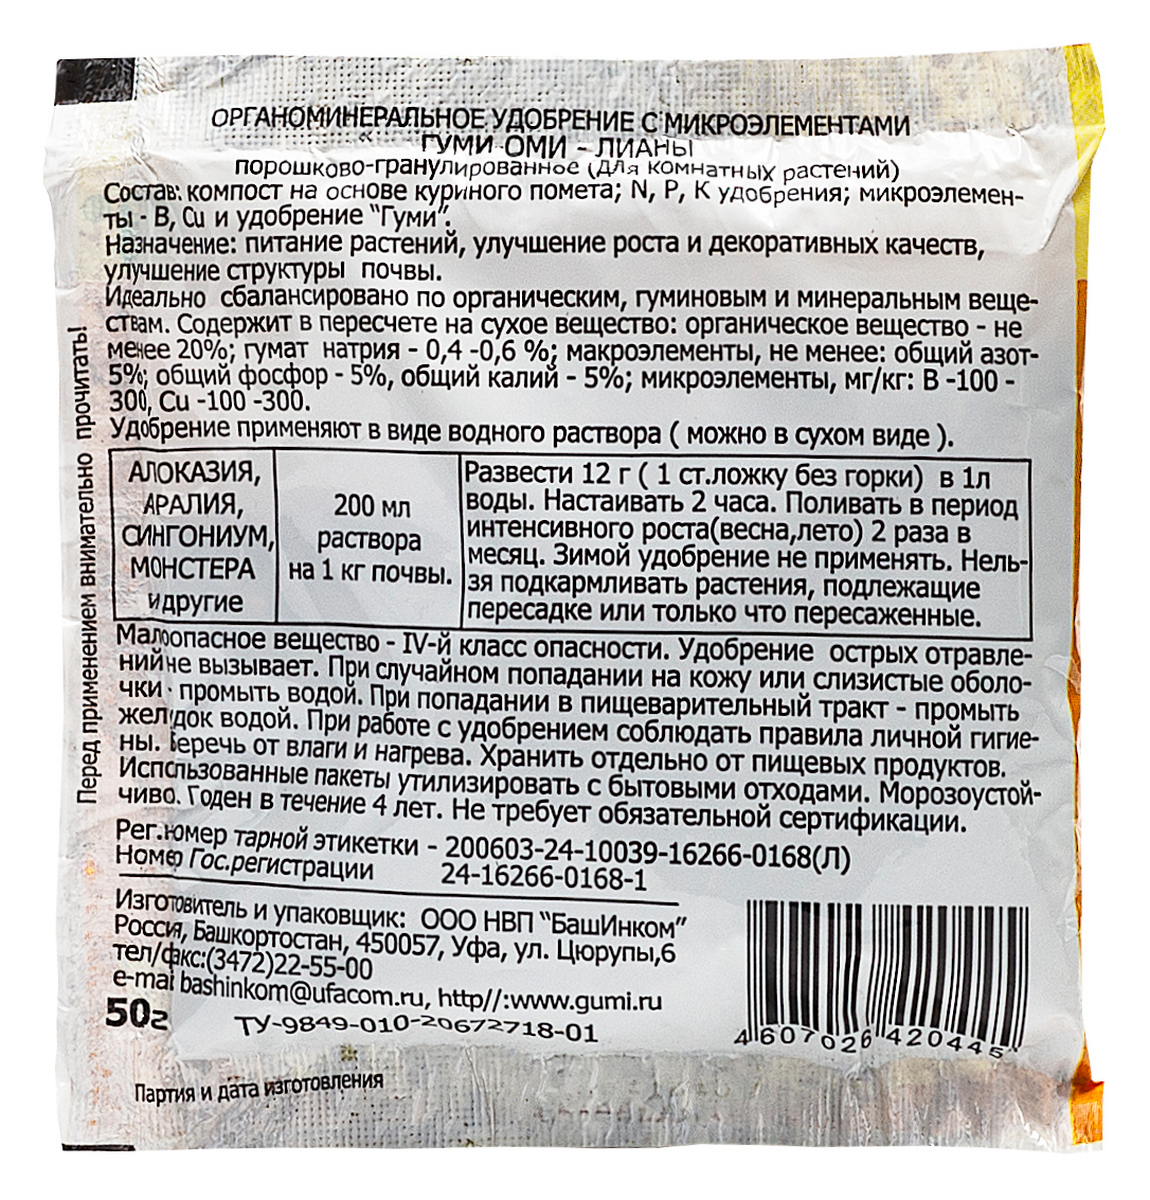 ОРГАНОМИНЕРАЛЬНОЕ УДОБРЕНИЕ С МИКРОЭЛЕМЕНТАМИ
"ГУМИ-ОМИ - ЛИАНЫ
порошково-гранулированное (для комнатных растений)
Состав: компост на основе куриного помета; N, P, K удобрения; микроэлемен-
ты - В, Cu и удобрение "Гуми".
Назначение: питание растений, улучшение роста и декоративных качеств,
улучшение структуры почвы.
Идеально сбалансировано по органическим, гуминовым и минеральным веще-
ствам. Содержит в пересчете на сухое вещество: органическое вещество - не
менее 20%; гумат натрия - 0,4 -0,6 %; макроэлементы, не менее: общий азот-
5%; общий фосфор - 5%, общий калий - 5%; микроэлементы, мг/кг: В -100 -
300, Cu -100 -300.
Удобрение применяют в виде водного раствора ( можно в сухом виде ).
АЛОКАЗИЯ,
АРАЛИЯ,
СИНГОНИУМ,
МОНСТЕРА
и другие
200 мл
раствора
на 1 кг почвы.
Развести 12 г ( 1 ст.ложку без горки) в 1л
воды. Настаивать 2 часа. Поливать в период
интенсивного роста(весна,лето) 2 раза в
месяц. Зимой удобрение не применять. Нель-
зя подкармливать растения, подлежащие
пересадке или только что пересаженные.
Малоопасное вещество - IV-й класс опасности. Удобрение острых отравле-
ний не вызывает. При случайном попадании на кожу или слизистые оболо-
чки - промыть водой. При попадании в пищеварительный тракт - промыть
желудок водой. При работе с удобрением соблюдать правила личной гигие-
ны. Беречь от влаги и нагрева. Хранить отдельно от пищевых продуктов.
Использованные пакеты утилизировать с бытовыми отходами. Морозоустой-
чиво. Годен в течение 4 лет. Не требует обязательной сертификации.
Рег.номер тарной этикетки - 200603-24-10039-16266-0168(Л)
Номер Гос.регистрации 24-16266-0168-1
Изготовитель и упаковщик: ООО НВП "БашИнком"
Россия, Башкортостан, 450057, Уфа, ул. Цюрупы,6
тел/факс:(3472)22-55-00
e-mail bashinkom@ufacom.ru, http//:www.gumi.ru
50г
ТУ-9849-010-20672718-01
4 607026 420445
Партия и дата изготовления
Перед применением внимательно прочитать!